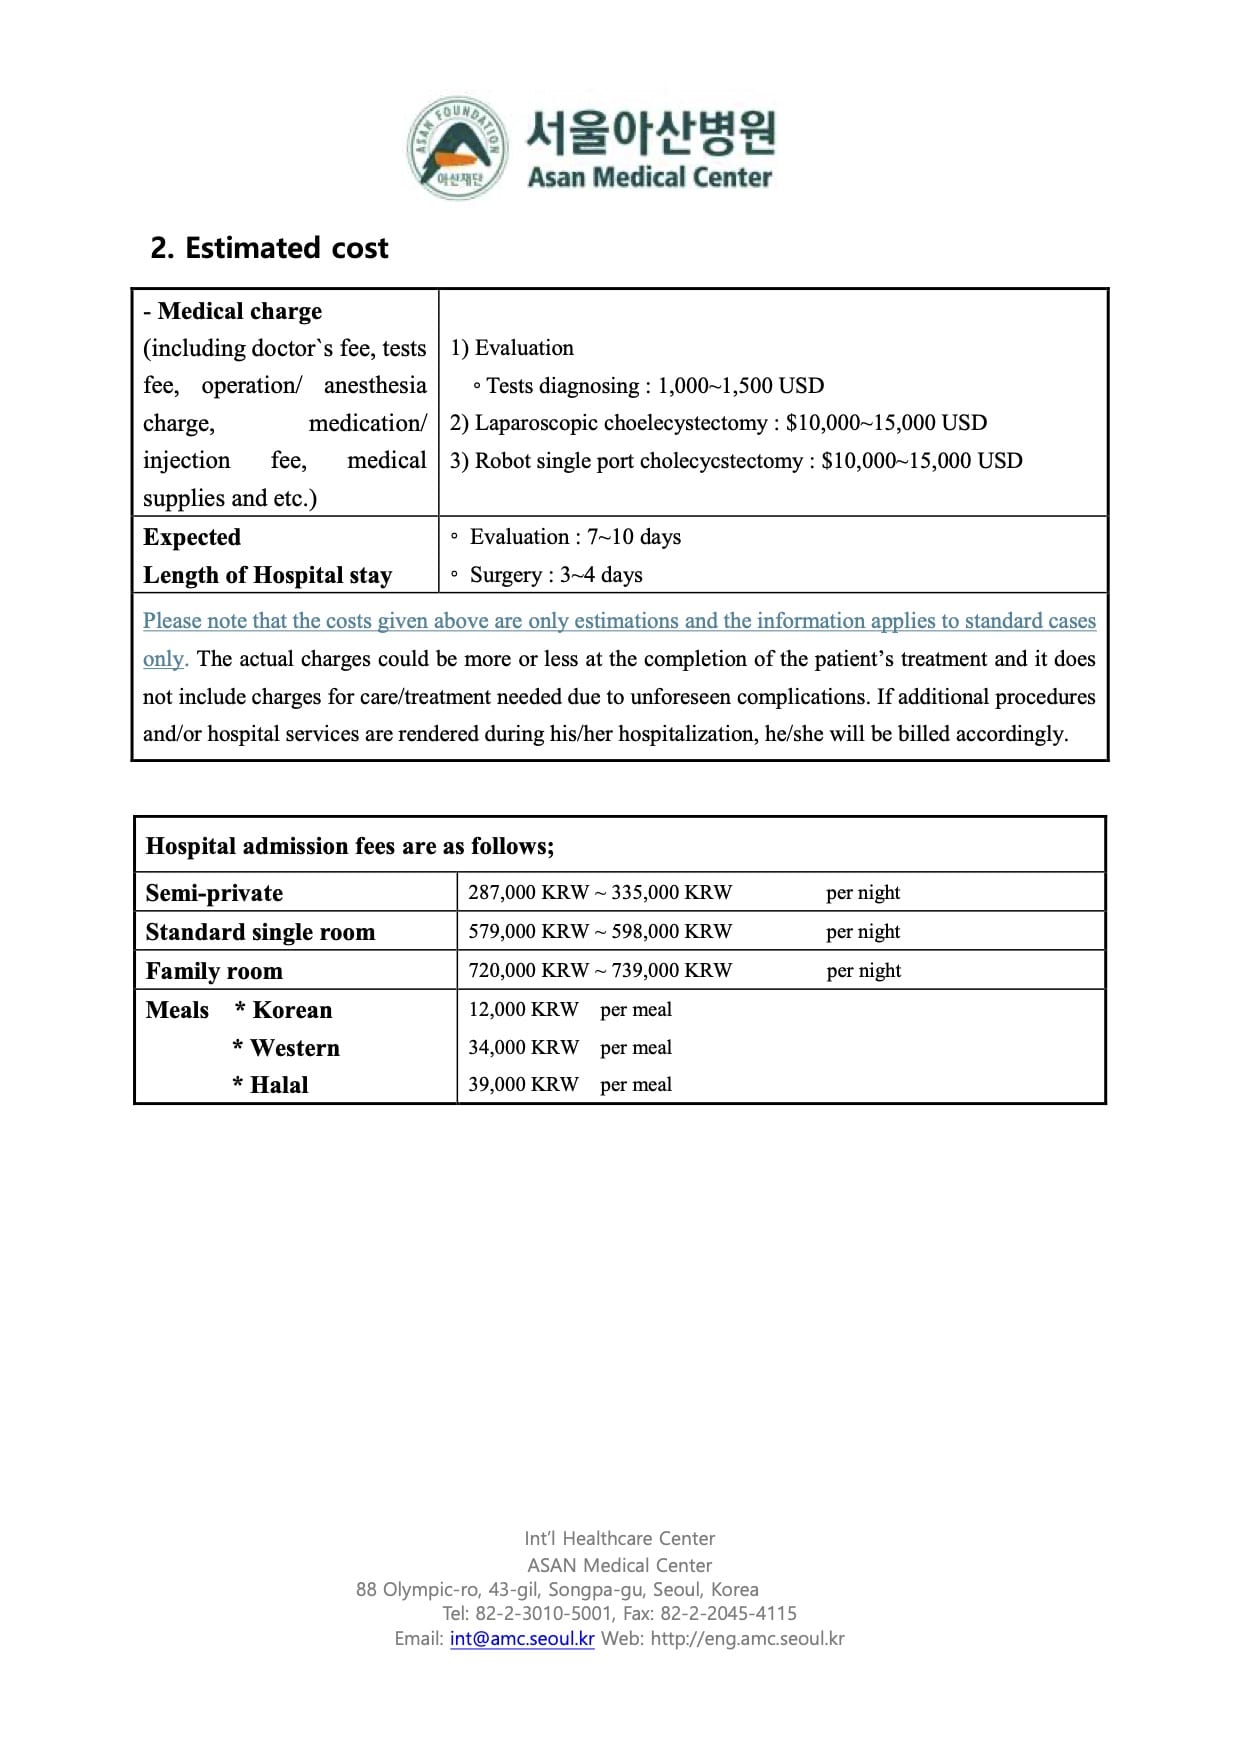 ASAN FOUNDATION
아산재단
서울아산병원
Asan Medical Center
2. Estimated cost
- Medical charge
(including doctor`s fee, tests
fee, operation/ anesthesia
charge, medication/
injection fee, medical
supplies and etc.)
1) Evaluation
◦ Tests diagnosing : 1,000~1,500 USD
2) Laparoscopic choelecystectomy : $10,000~15,000 USD
3) Robot single port cholecycstectomy : $10,000~15,000 USD
Expected
Length of Hospital stay
◦ Evaluation : 7~10 days
◦ Surgery : 3~4 days
Please note that the costs given above are only estimations and the information applies to standard cases
only. The actual charges could be more or less at the completion of the patient’s treatment and it does
not include charges for care/treatment needed due to unforeseen complications. If additional procedures
and/or hospital services are rendered during his/her hospitalization, he/she will be billed accordingly.
Hospital admission fees are as follows;
Semi-private 287,000 KRW ~ 335,000 KRW per night
Standard single room 579,000 KRW ~ 598,000 KRW per night
Family room 720,000 KRW ~ 739,000 KRW per night
Meals * Korean 12,000 KRW per meal
* Western 34,000 KRW per meal
* Halal 39,000 KRW per meal
Int’l Healthcare Center
ASAN Medical Center
88 Olympic-ro, 43-gil, Songpa-gu, Seoul, Korea
Tel: 82-2-3010-5001, Fax: 82-2-2045-4115
Email: int@amc.seoul.kr Web: http://eng.amc.seoul.kr